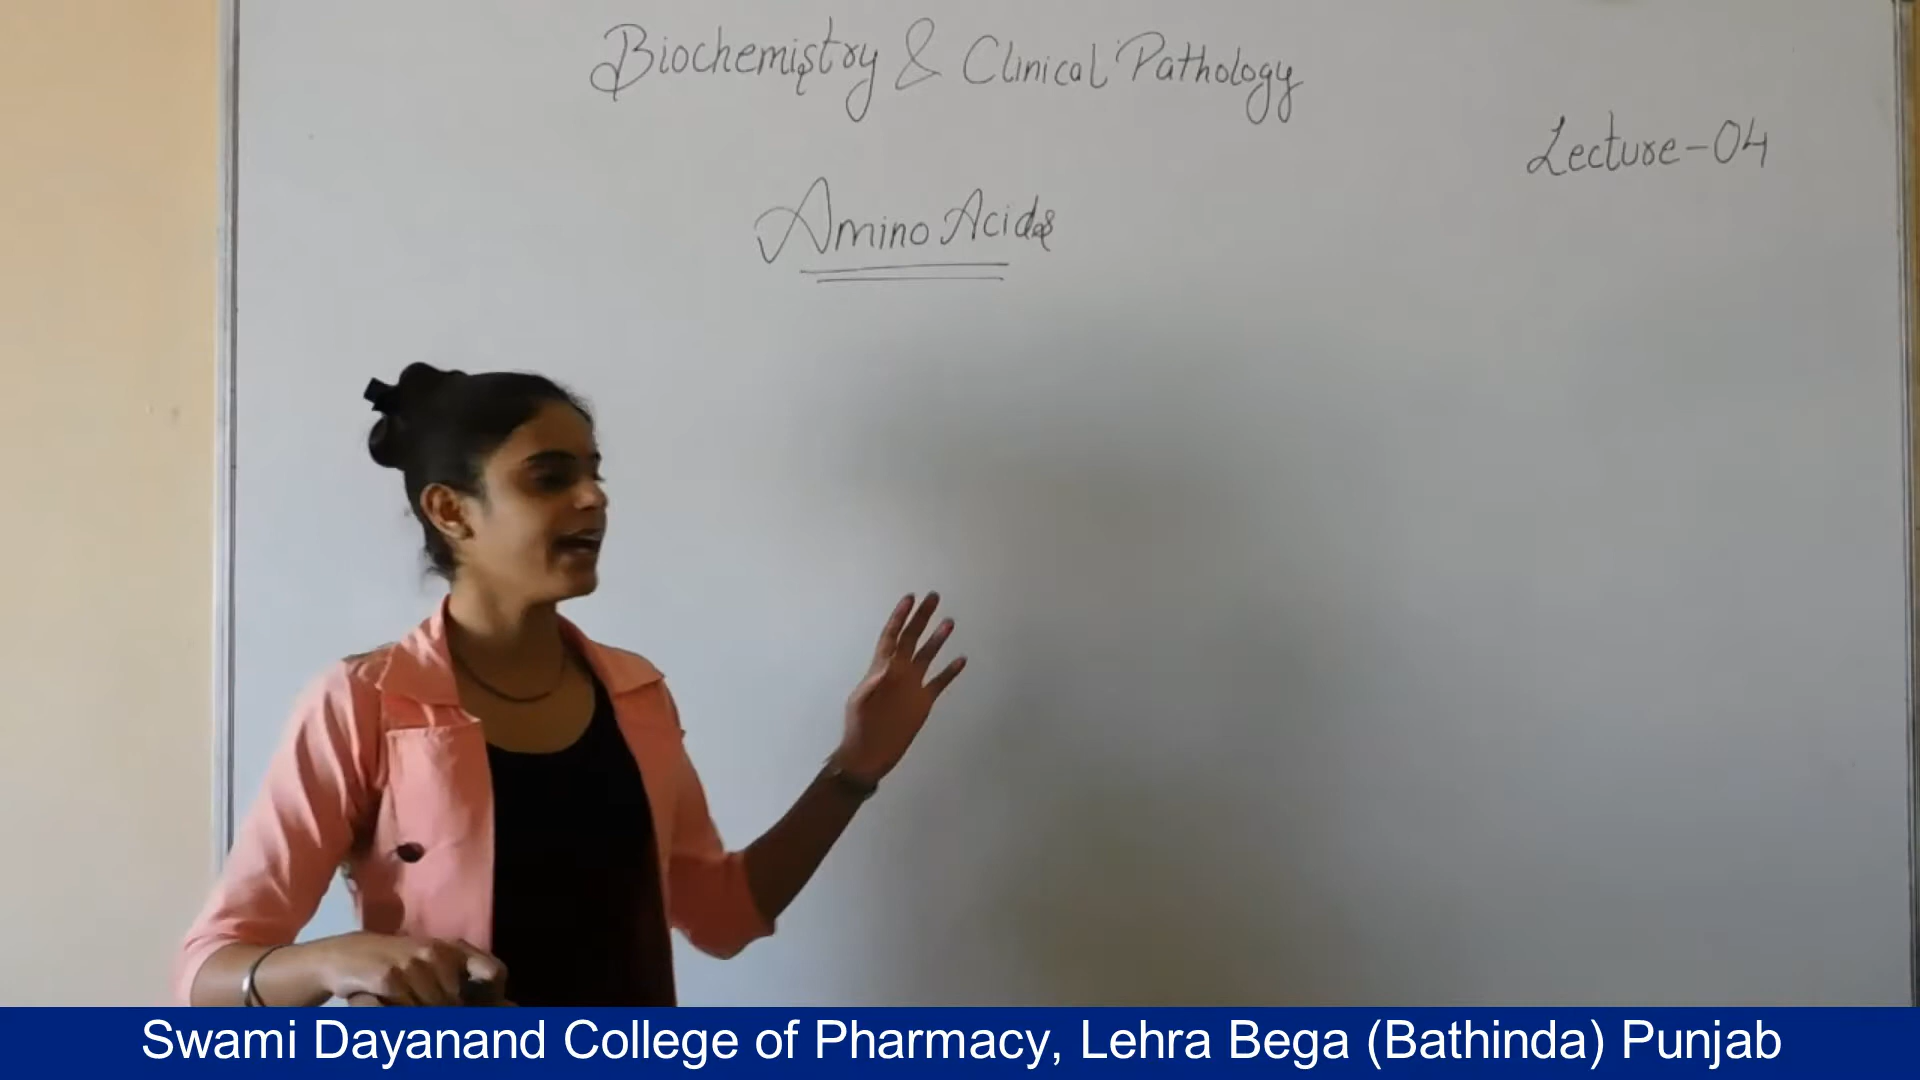 Biochemistry & Clinical Pathology
Lecture-04
Amino Acids
Swami Dayanand College of Pharmacy, Lehra Bega (Bathinda) Punjab